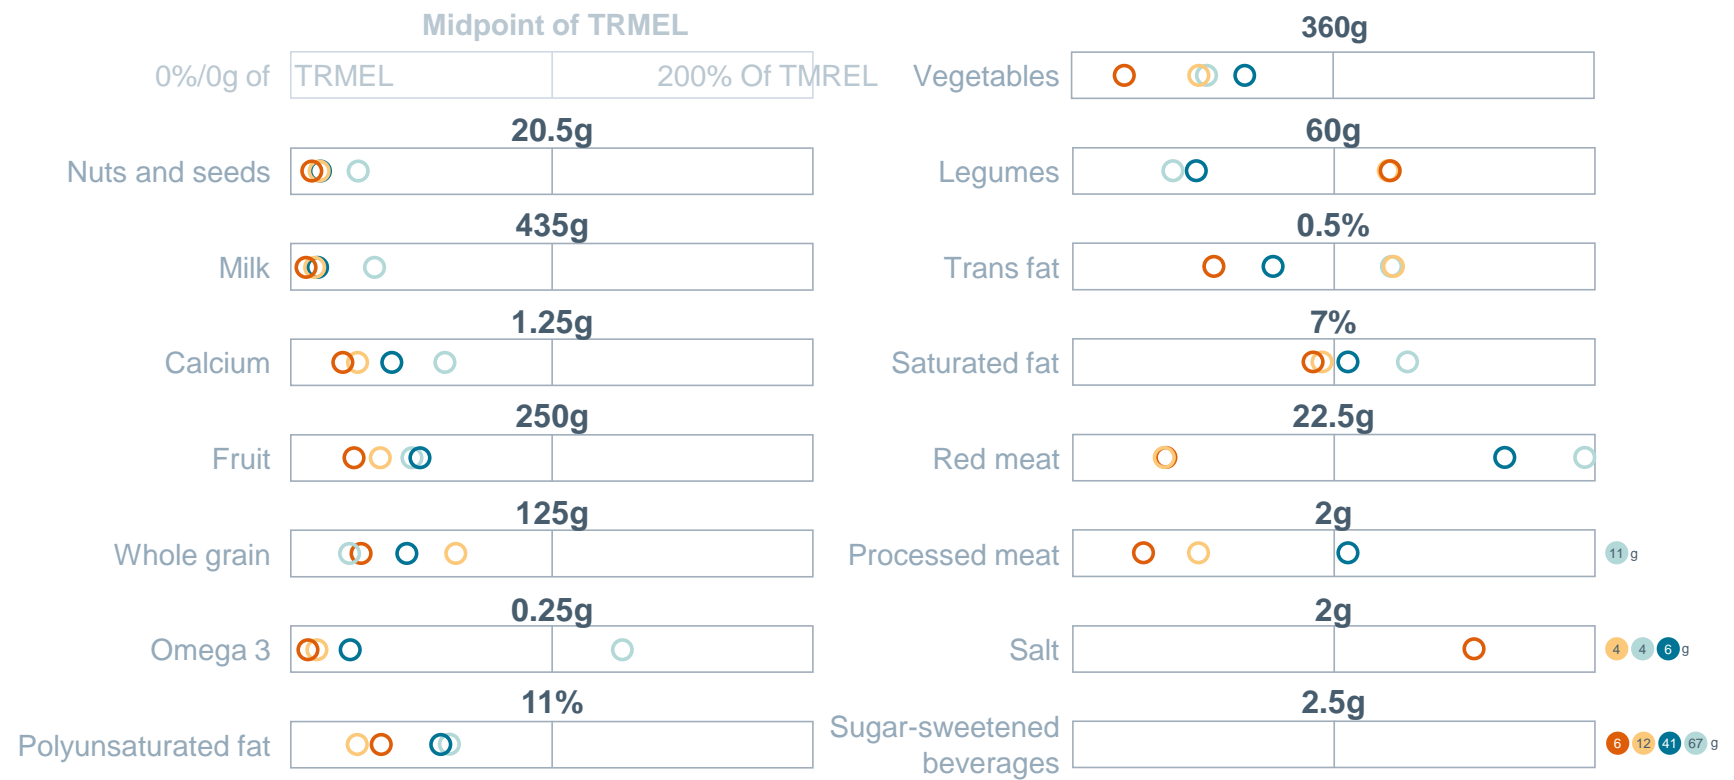 Midpoint of TRMEL
0%/0g of TRMEL 200% Of TMREL
20.5g
Nuts and seeds
435g
Milk
1.25g
Calcium
250g
Fruit
125g
Whole grain
0.25g
Omega 3
11%
Polyunsaturated fat
360g
Vegetables
60g
Legumes
0.5%
Trans fat
7%
Saturated fat
22.5g
Red meat
2g
Processed meat
11 g
2g
Salt
4 4 6 g
2.5g
Sugar-sweetened
beverages
6 12 41 67 g